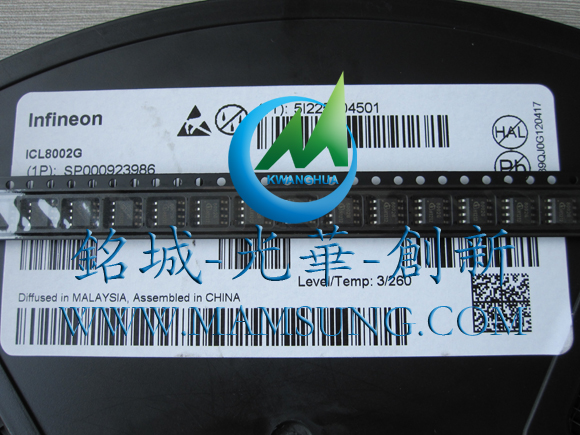 Infineon
ICL8002G
(1P): SP000923986
HAL
Pb
KWANGHUA
銘城-光華-創新
Level/Temp: 3/260
Diffused in MALAYSIA, Assembled in CHINA
WWW.MAMSUNG.COM